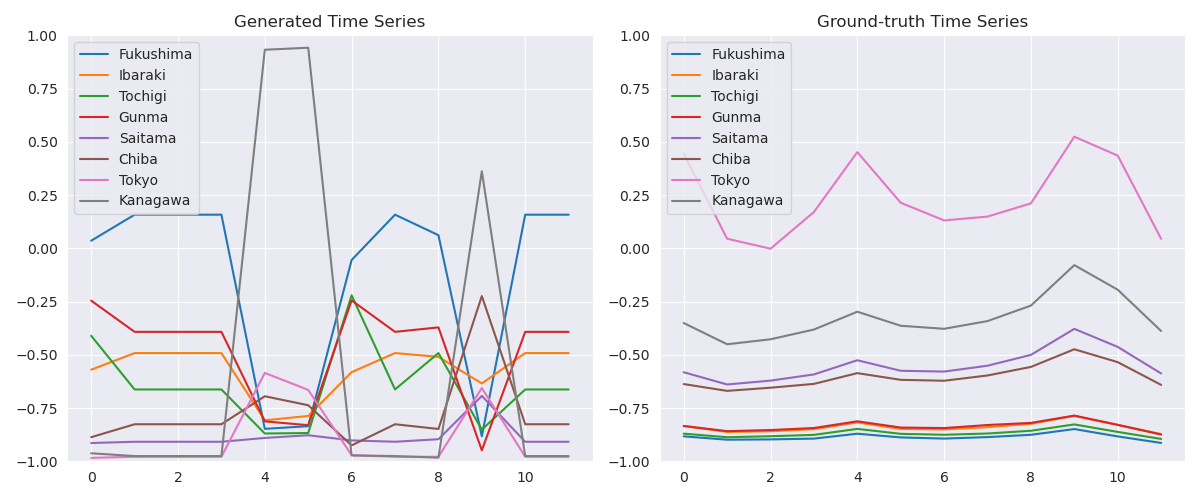 Generated Time Series
1.00
0.75
0.50
0.25
0.00
−0.25
−0.50
−0.75
−1.00
Fukushima
Ibaraki
Tochigi
Gunma
Saitama
Chiba
Tokyo
Kanagawa
0 2 4 6 8 10
Ground-truth Time Series
1.00
0.75
0.50
0.25
0.00
−0.25
−0.50
−0.75
−1.00
Fukushima
Ibaraki
Tochigi
Gunma
Saitama
Chiba
Tokyo
Kanagawa
0 2 4 6 8 10